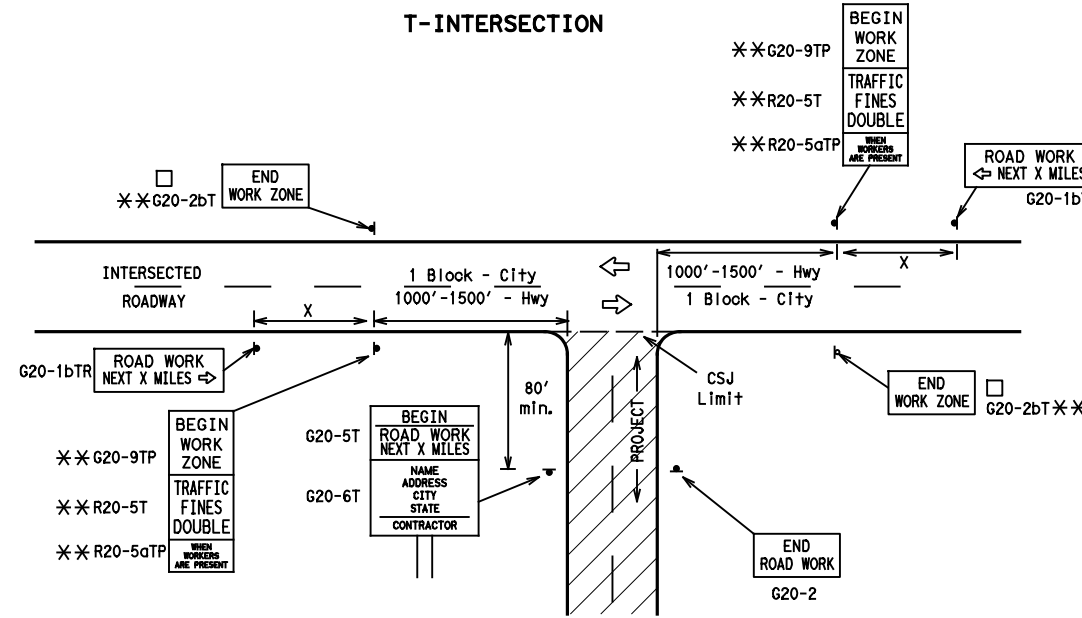 T-INTERSECTION
BEGIN
WORK
ZONE
TRAFFIC
FINES
DOUBLE
WHEN
WORKERS
ARE PRESENT
**G20-9TP
**R20-5T
**R20-5aTP
ROAD WORK
⇦ NEXT X MILES
G20-1bT
END
WORK ZONE
□
**G20-2bT
INTERSECTED
ROADWAY
1 Block - City
1000'-1500' - Hwy
1000'-1500' - Hwy
1 Block - City
X
X
G20-1bTR
ROAD WORK
NEXT X MILES ⇨
80'
min.
CSJ
Limit
PROJECT
END
WORK ZONE
□
G20-2bT**
BEGIN
WORK
ZONE
TRAFFIC
FINES
DOUBLE
WHEN
WORKERS
ARE PRESENT
** G20-9TP
** R20-5T
** R20-5aTP
G20-5T
G20-6T
BEGIN
ROAD WORK
NEXT X MILES
NAME
ADDRESS
CITY
STATE
CONTRACTOR
END
ROAD WORK
G20-2